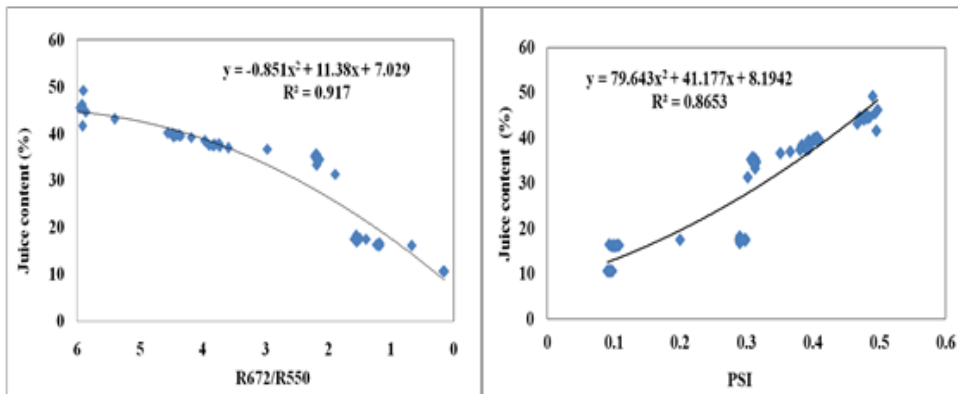 60
50
40
30
20
10
0
Juice content (%)
y = -0.851x² + 11.38x + 7.029
R² = 0.917
6 5 4 3 2 1 0
R672/R550
60
50
40
30
20
10
0
Juice content (%)
y = 79.643x² + 41.177x + 8.1942
R² = 0.8653
0 0.1 0.2 0.3 0.4 0.5 0.6
PSI